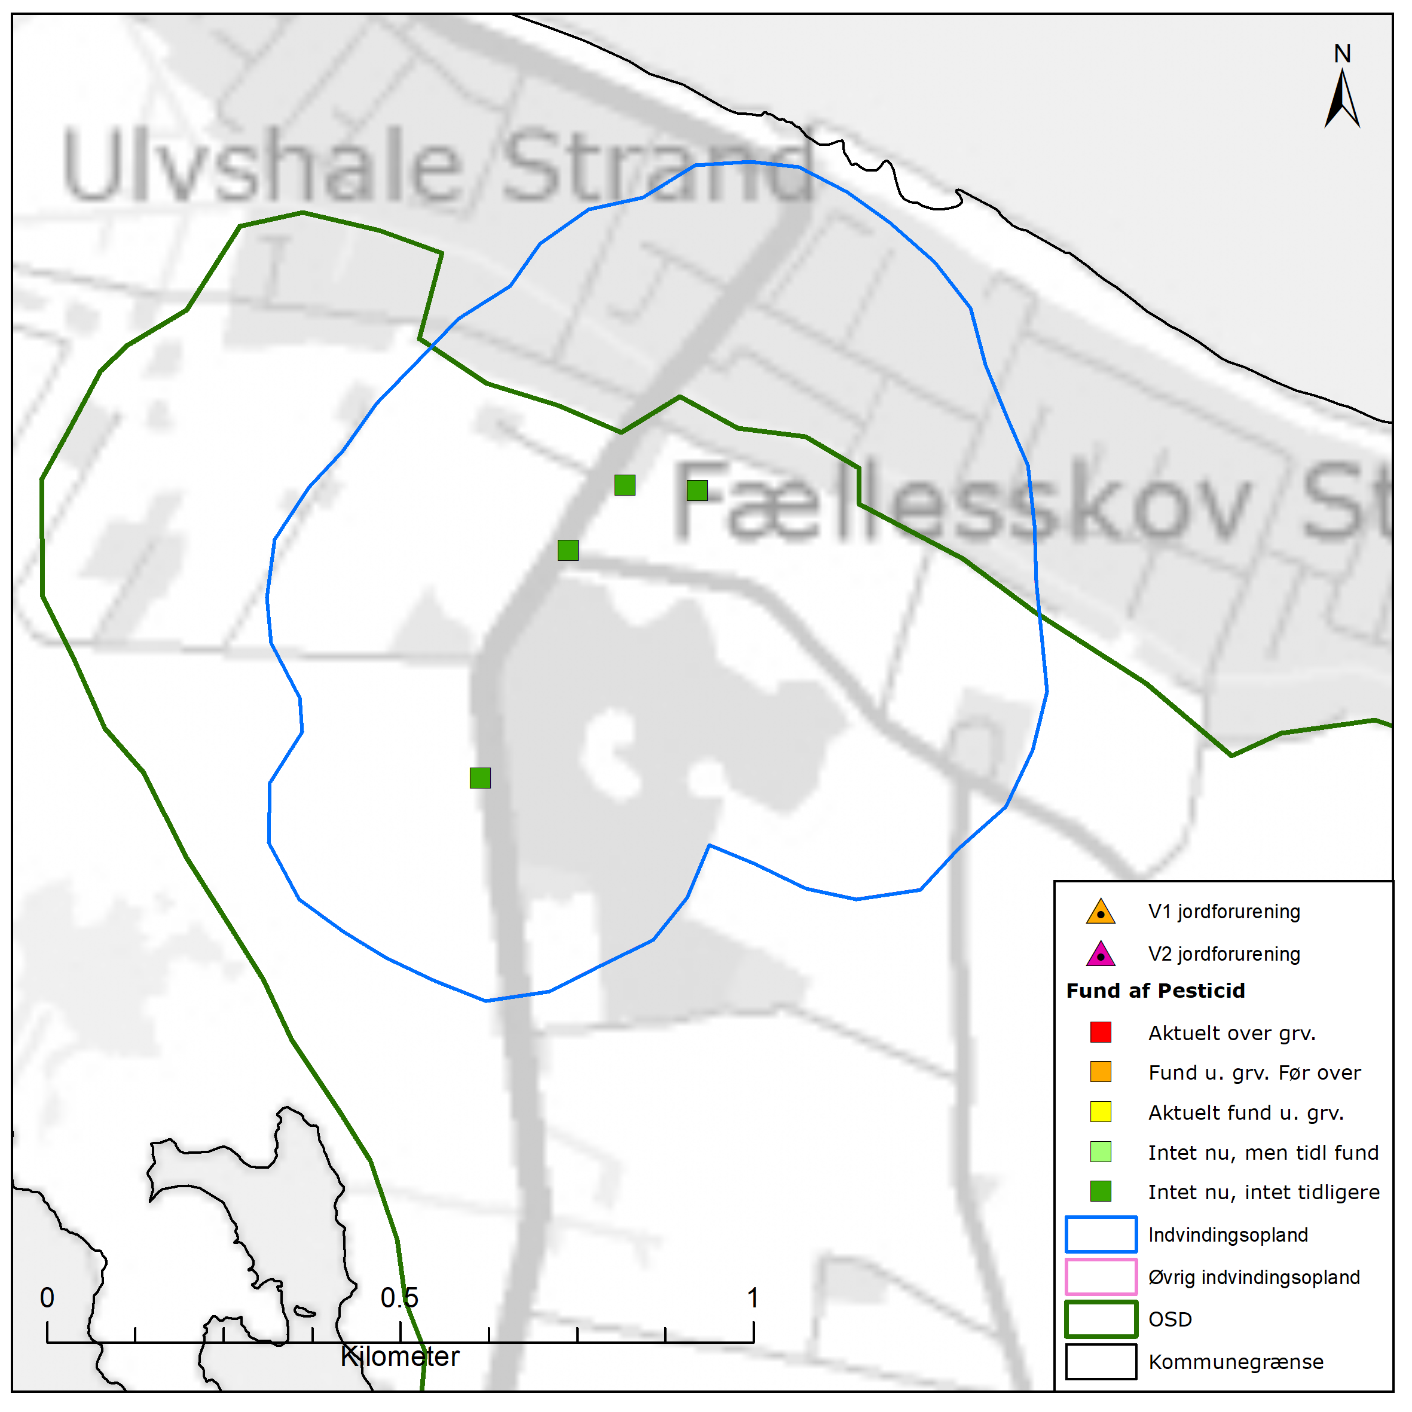 N
Ulvshale Strand
Fællesskov St
V1 jordforurening
V2 jordforurening
Fund af Pesticid
Aktuelt over grv.
Fund u. grv. Før over
Aktuelt fund u. grv.
Intet nu, men tidl fund
Intet nu, intet tidligere
Indvindingsopland
Øvrig indvindingsopland
OSD
Kommunegrænse
0 0.5 1
Kilometer